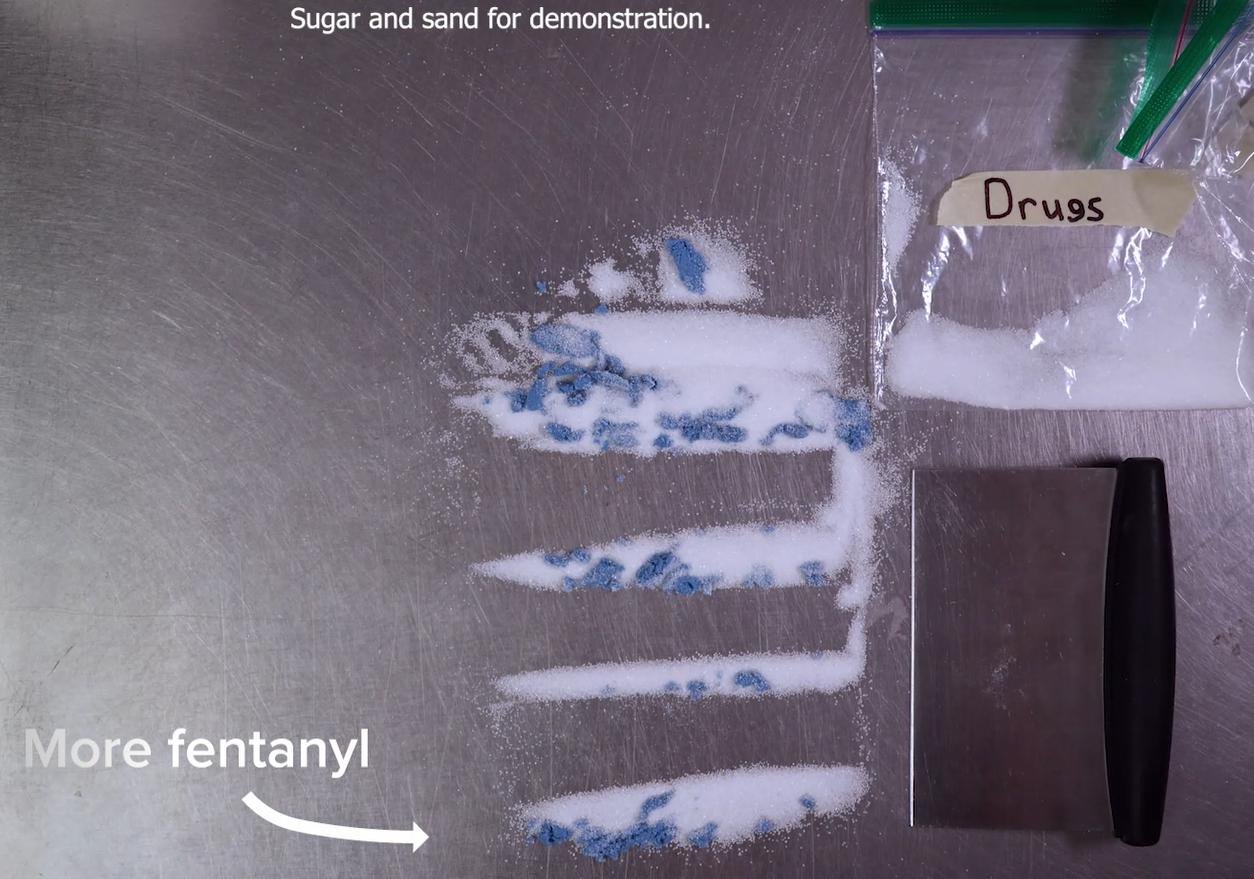 Sugar and sand for demonstration.
Drugs
More fentanyl